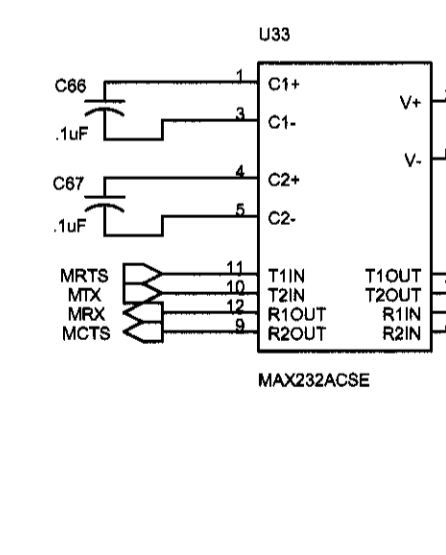 U33
C66 1 C1+
V+
.1uF 3 C1-
V-
C67 4 C2+
.1uF 5 C2-
MRTS 11 T1IN T1OUT
MTX 10 T2IN T2OUT
MRX 12 R1OUT R1IN
MCTS 9 R2OUT R2IN
MAX232ACSE